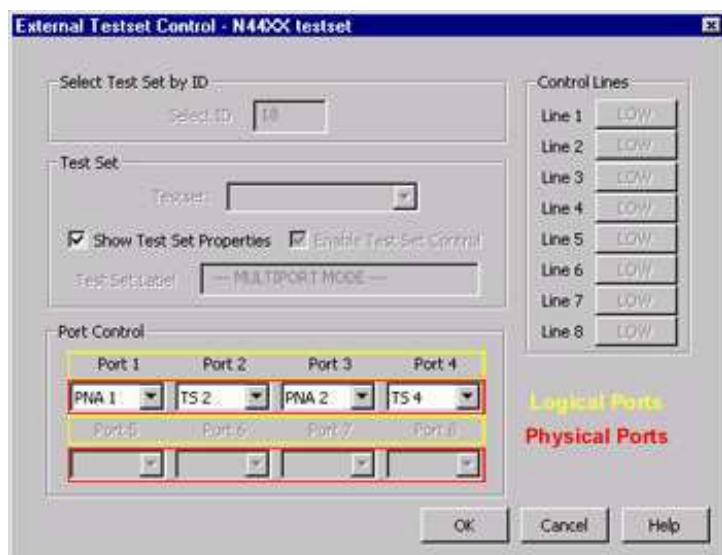 External Testset Control - N44XX testset
Select Test Set by ID
Select ID 10
Test Set
Testset:
Show Test Set Properties Enable Test Set Control
Test Set Label --- MULTIPORT MODE ---
Port Control
Port 1 Port 2 Port 3 Port 4
PNA 1 TS 2 PNA 2 TS 4
Port 5 Port 6 Port 7 Port 8
Control Lines
Line 1 LOW
Line 2 LOW
Line 3 LOW
Line 4 LOW
Line 5 LOW
Line 6 LOW
Line 7 LOW
Line 8 LOW
Logical Ports
Physical Ports
OK Cancel Help